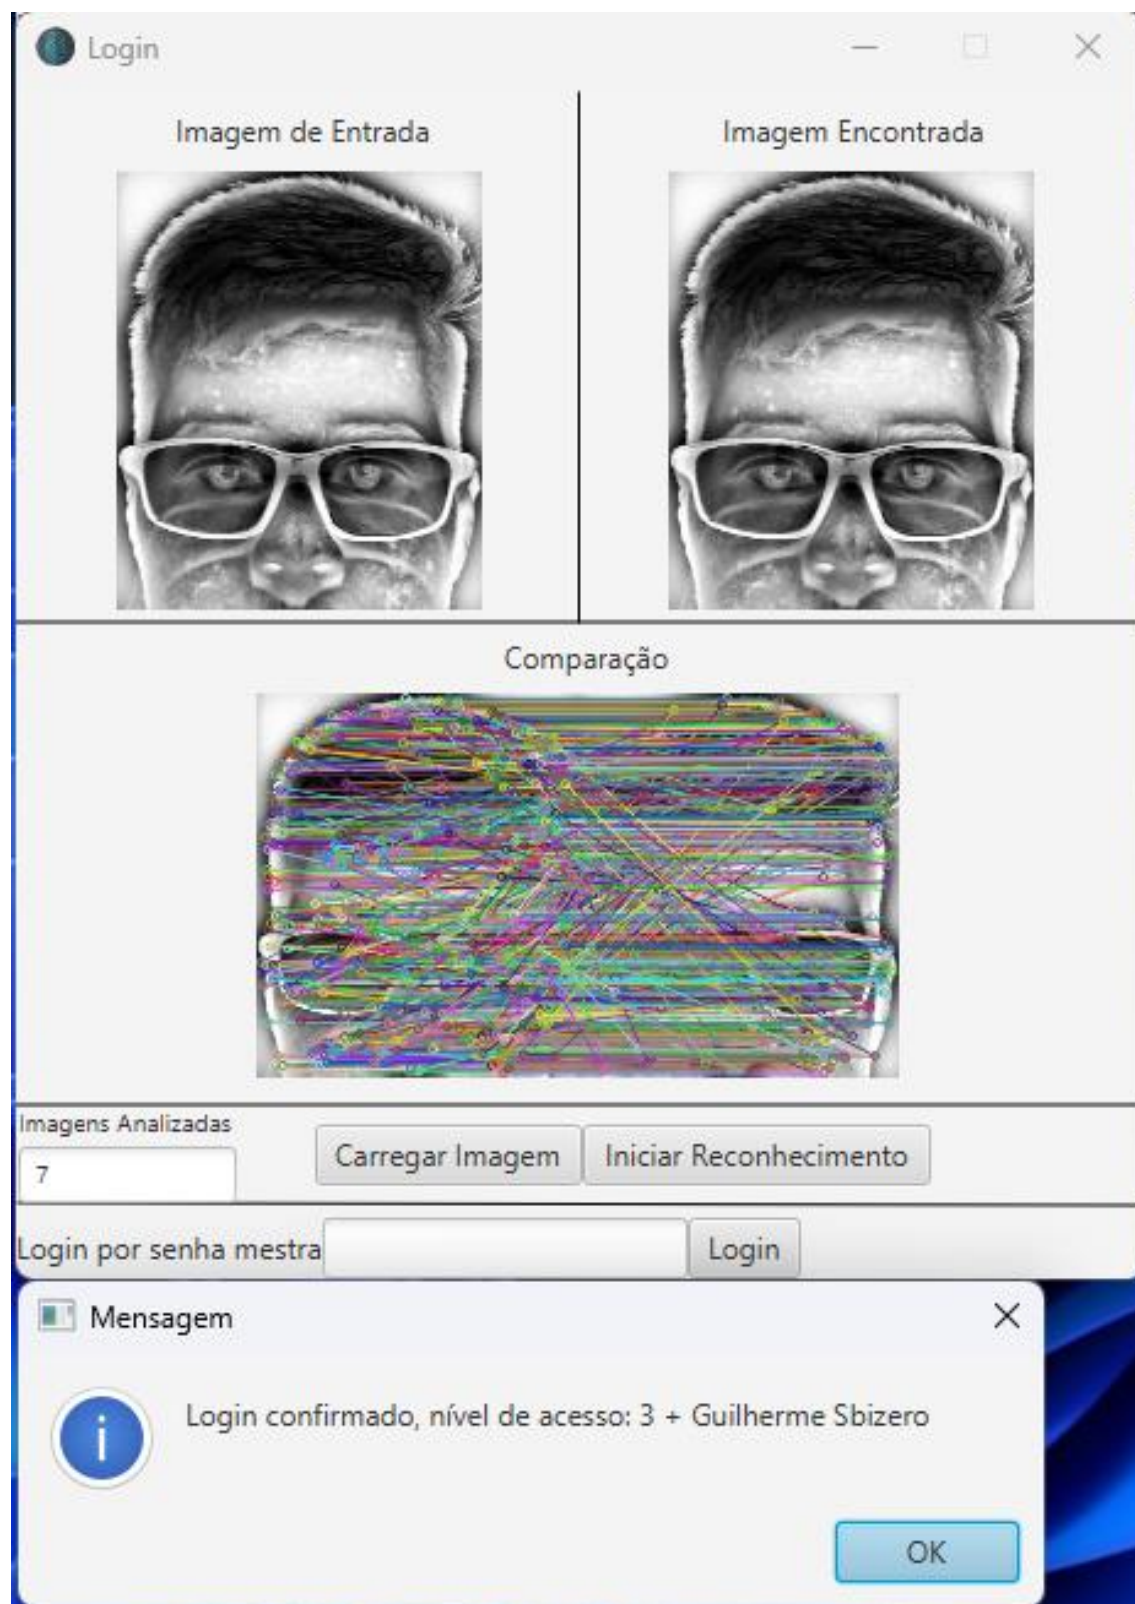 Login
Imagem de Entrada
Imagem Encontrada
Comparação
Imagens Analizadas
7
Carregar Imagem
Iniciar Reconhecimento
Login por senha mestra
Login
Mensagem
Login confirmado, nível de acesso: 3 + Guilherme Sbizero
OK